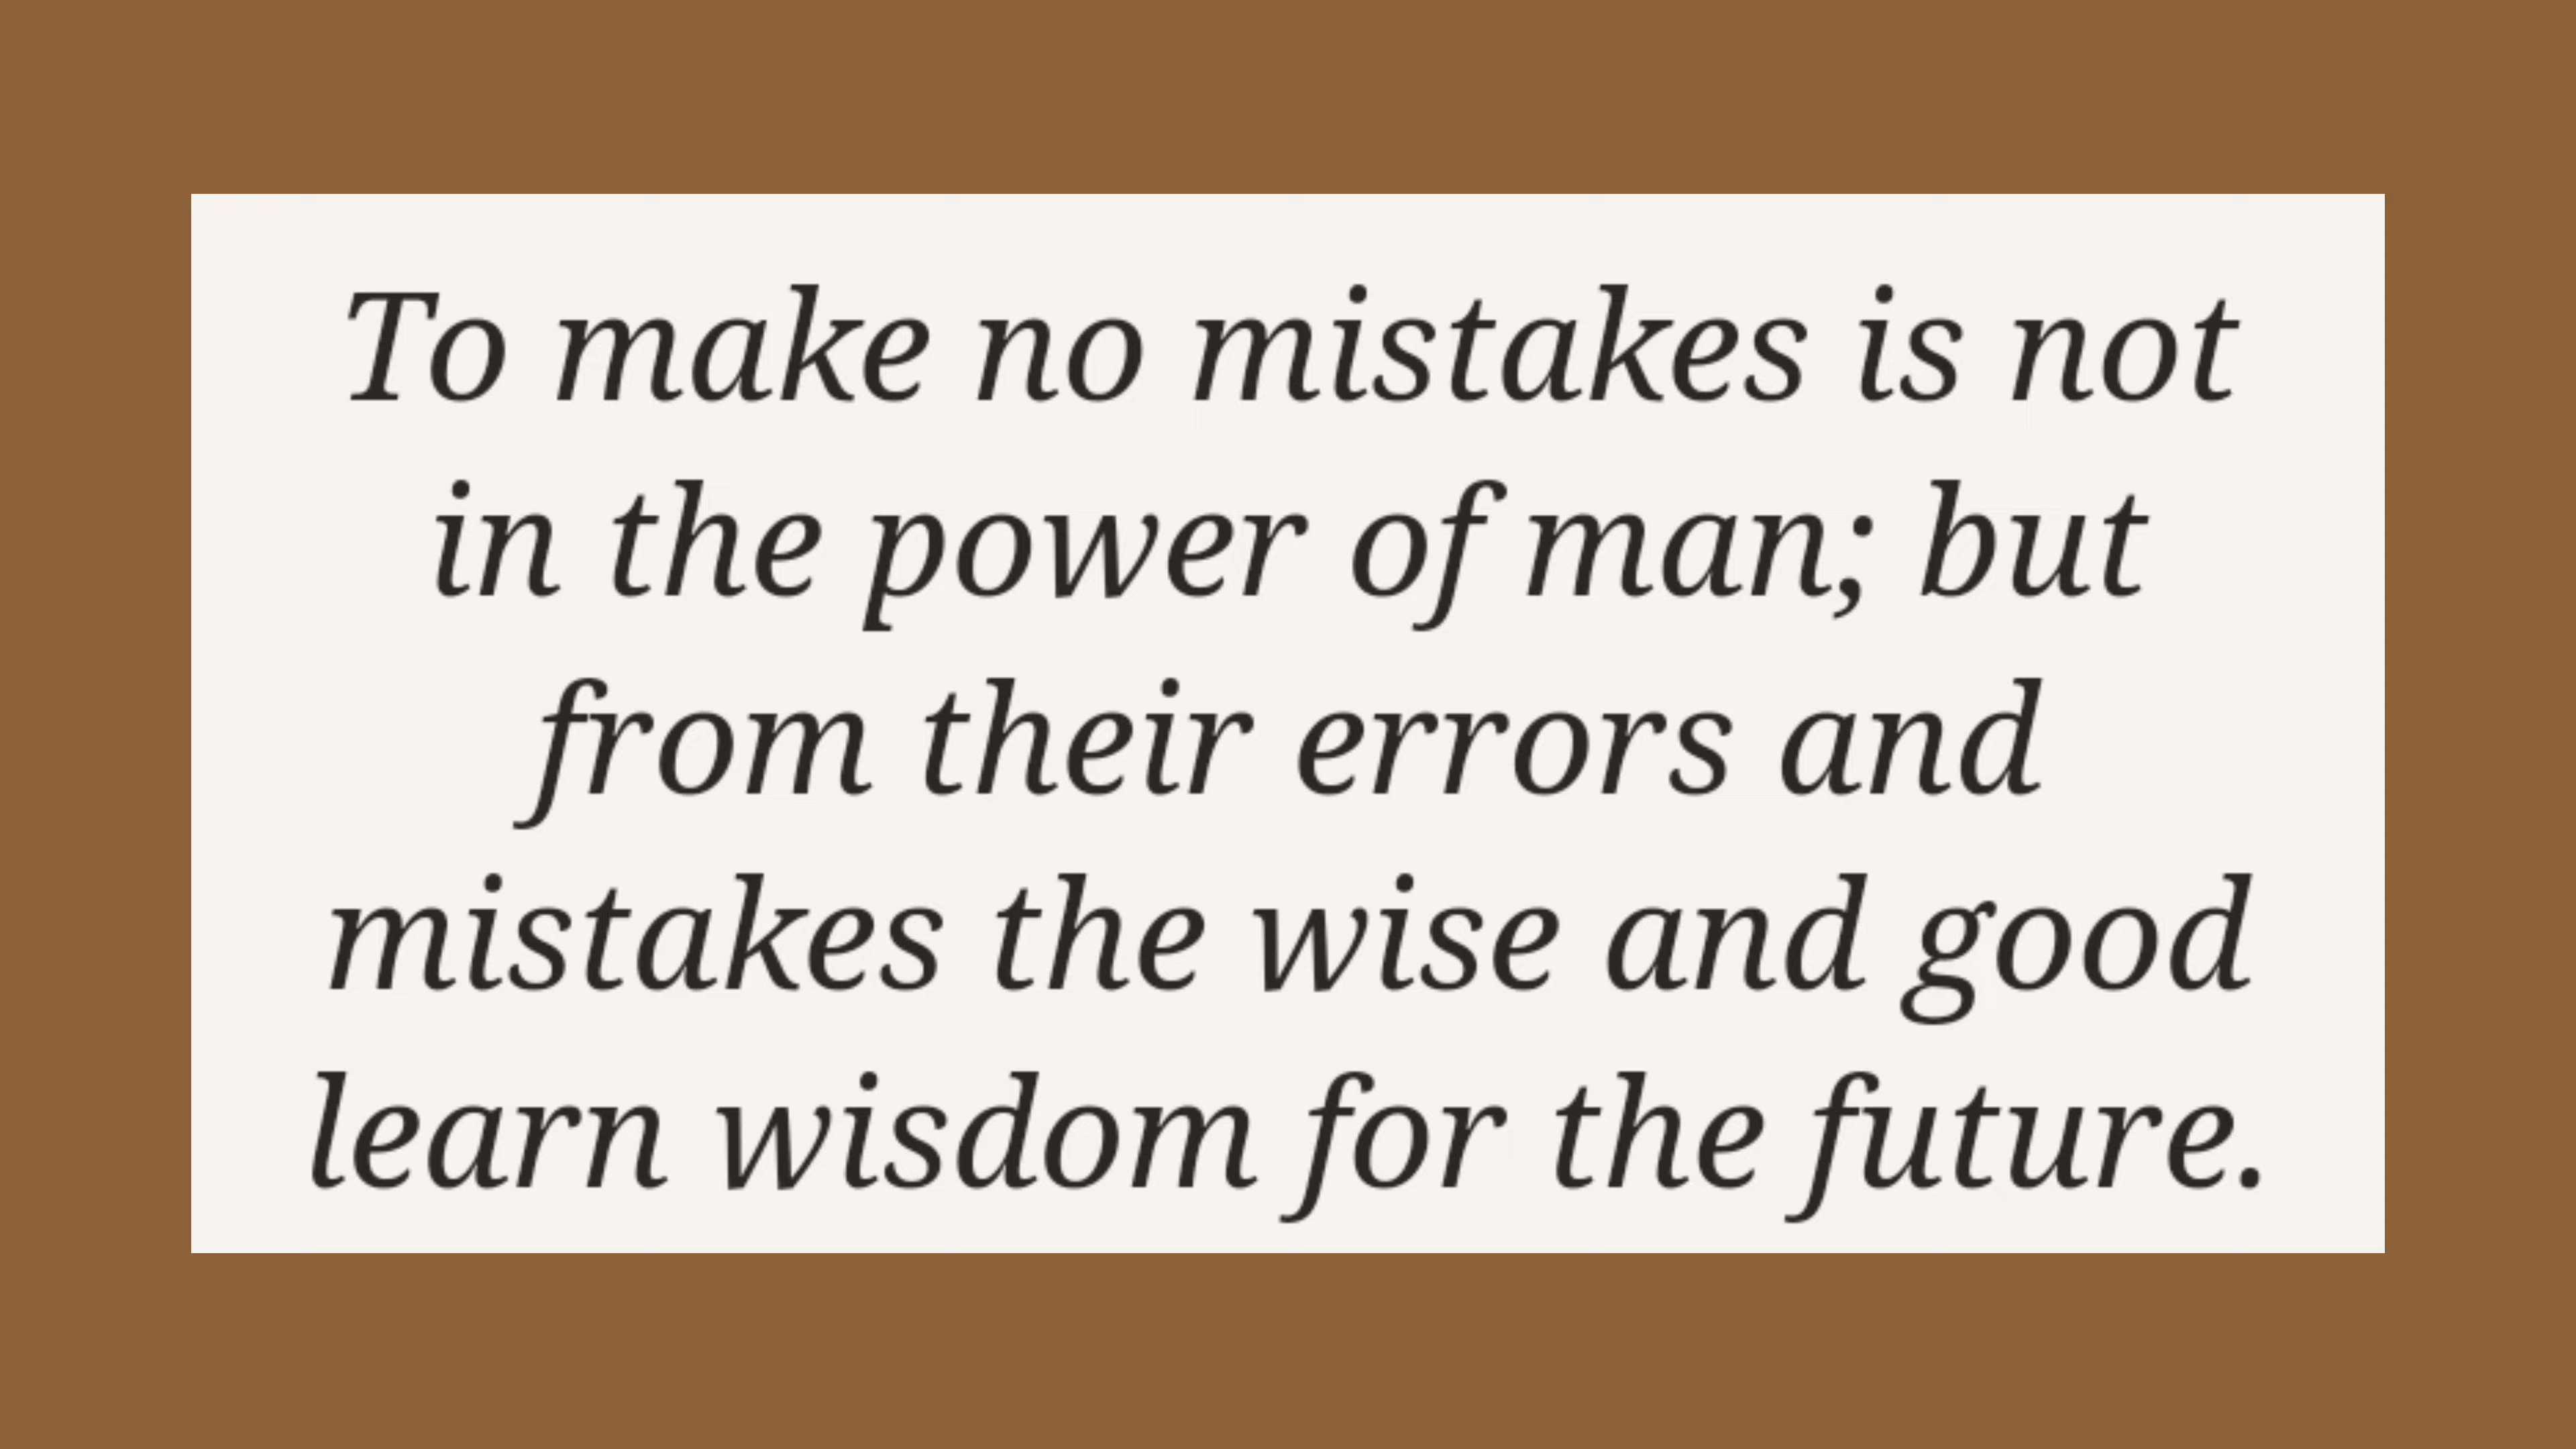 To make no mistakes is not
in the power of man; but
from their errors and
mistakes the wise and good
learn wisdom for the future.